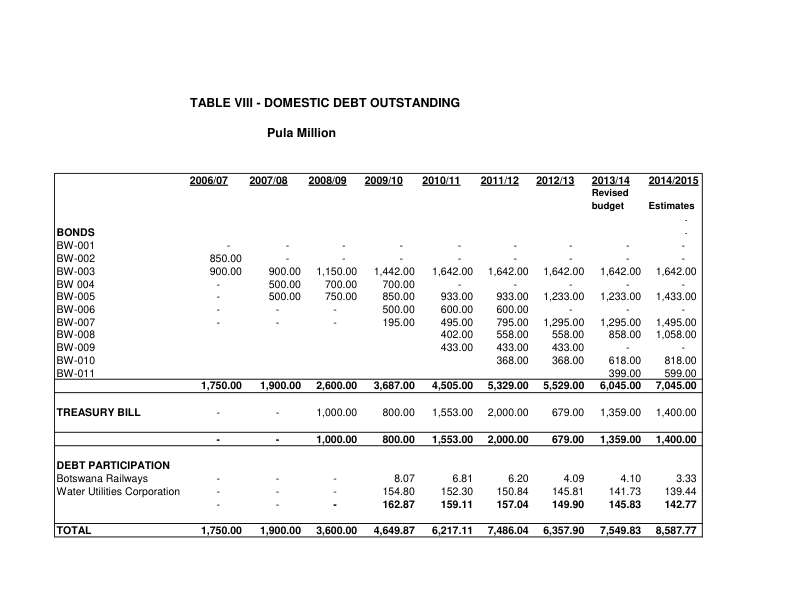 TABLE VIII - DOMESTIC DEBT OUTSTANDING
Pula Million
2006/07 2007/08 2008/09 2009/10 2010/11 2011/12 2012/13 2013/14 2014/2015
Revised
budget Estimates
-
BONDS -
BW-001 - - - - - - - - -
BW-002 850.00 - - - - - - - -
BW-003 900.00 900.00 1,150.00 1,442.00 1,642.00 1,642.00 1,642.00 1,642.00 1,642.00
BW 004 - 500.00 700.00 700.00 - - - - -
BW-005 - 500.00 750.00 850.00 933.00 933.00 1,233.00 1,233.00 1,433.00
BW-006 - - - 500.00 600.00 600.00 - - -
BW-007 - - - 195.00 495.00 795.00 1,295.00 1,295.00 1,495.00
BW-008 402.00 558.00 558.00 858.00 1,058.00
BW-009 433.00 433.00 433.00 - -
BW-010 368.00 368.00 618.00 818.00
BW-011 399.00 599.00
1,750.00 1,900.00 2,600.00 3,687.00 4,505.00 5,329.00 5,529.00 6,045.00 7,045.00
TREASURY BILL - - 1,000.00 800.00 1,553.00 2,000.00 679.00 1,359.00 1,400.00
- - 1,000.00 800.00 1,553.00 2,000.00 679.00 1,359.00 1,400.00
DEBT PARTICIPATION
Botswana Railways - - - 8.07 6.81 6.20 4.09 4.10 3.33
Water Utilities Corporation - - - 154.80 152.30 150.84 145.81 141.73 139.44
- - - 162.87 159.11 157.04 149.90 145.83 142.77
TOTAL 1,750.00 1,900.00 3,600.00 4,649.87 6,217.11 7,486.04 6,357.90 7,549.83 8,587.77